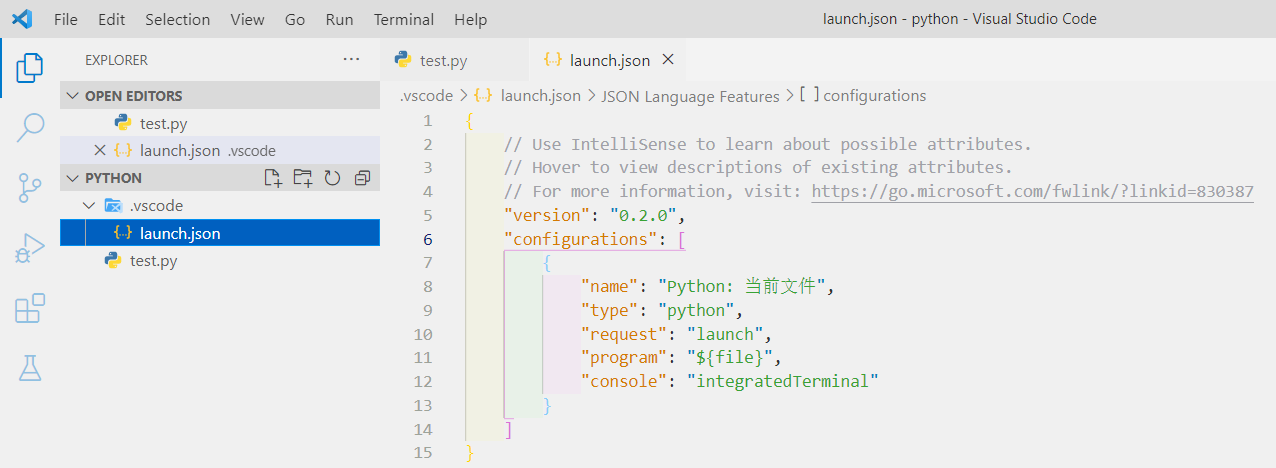 File Edit Selection View Go Run Terminal Help launch.json - python - Visual Studio Code
EXPLORER ···
OPEN EDITORS
test.py
launch.json .vscode
PYTHON
.vscode
launch.json
test.py
test.py {··} launch.json ×
.vscode > {··} launch.json > JSON Language Features > [ ] configurations
1 {
2 // Use IntelliSense to learn about possible attributes.
3 // Hover to view descriptions of existing attributes.
4 // For more information, visit: https://go.microsoft.com/fwlink/?linkid=830387
5 "version": "0.2.0",
6 "configurations": [
7 {
8 "name": "Python: 当前文件",
9 "type": "python",
10 "request": "launch",
11 "program": "${file}",
12 "console": "integratedTerminal"
13 }
14 ]
15 }